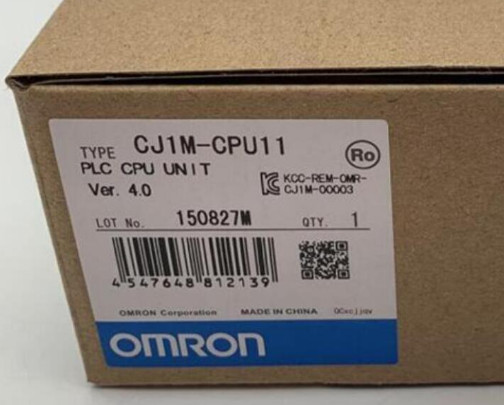 TYPE CJ1M-CPU11
Ro
PLC CPU UNIT
Ver. 4.0
KCC-REM-OMR-
CJ1M-00003
LOT No. 150827M QTY. 1
4 547648 812139
OMRON Corporation MADE IN CHINA
OMRON